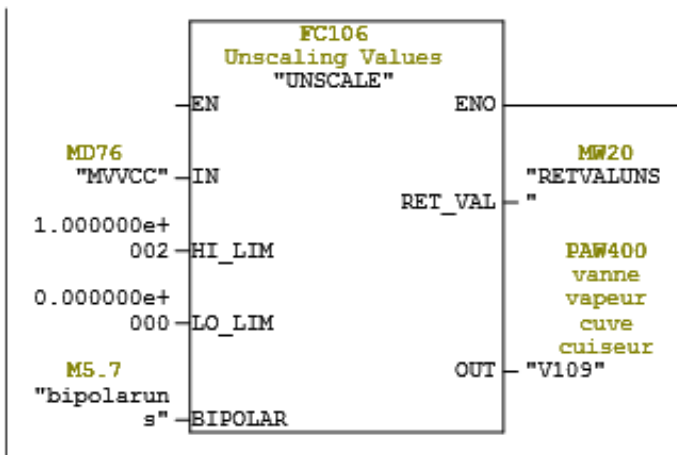 FC106
Unscaling Values
"UNSCALE"
EN
ENO
MD76
"MVVCC"
IN
MW20
"RETVALUNS
"
RET_VAL
1.000000e+
002
HI_LIM
0.000000e+
000
LO_LIM
PAW400
vanne
vapeur
cuve
cuiseur
"V109"
OUT
M5.7
"bipolarun
s"
BIPOLAR